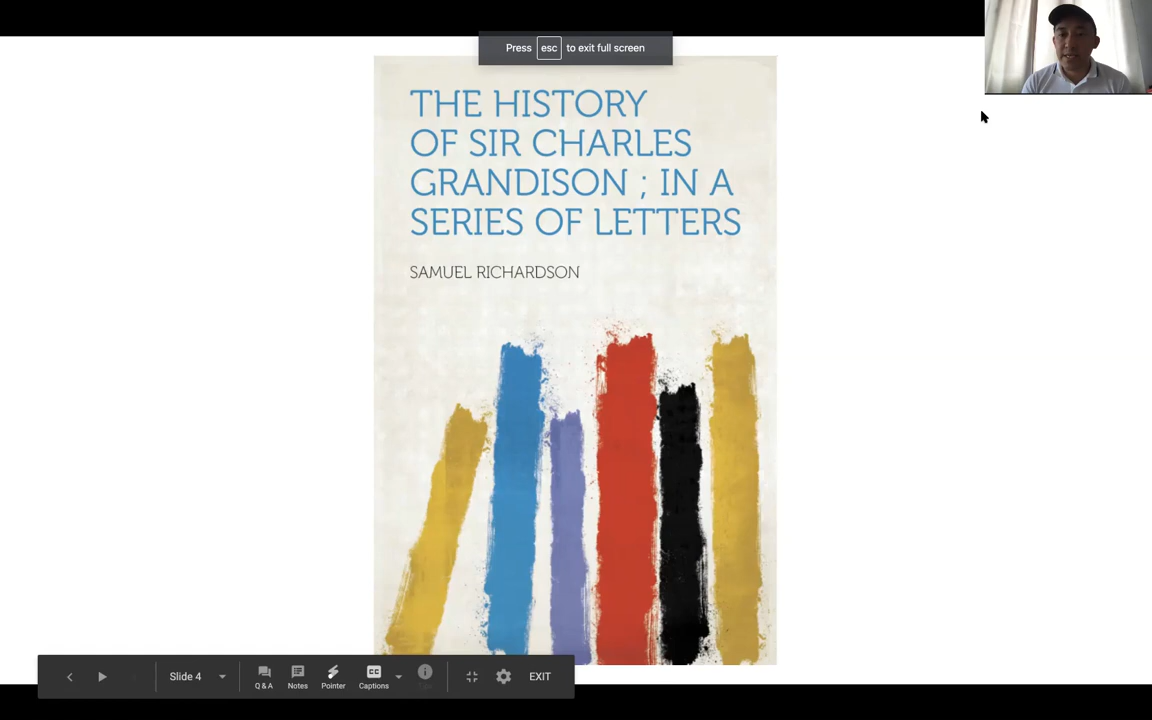 Press esc to exit full screen
THE HISTORY
OF SIR CHARLES
GRANDISON ; IN A
SERIES OF LETTERS
SAMUEL RICHARDSON
Slide 4
Q & A
Notes
Pointer
CC
Captions
EXIT